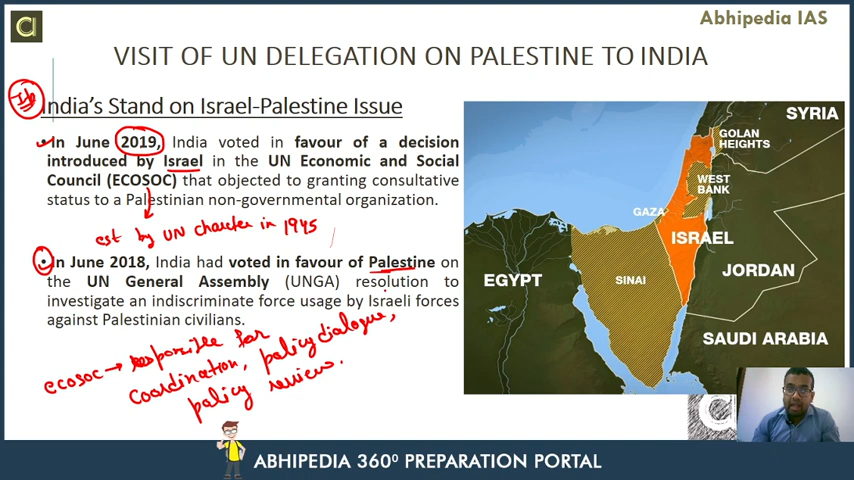 a
Abhipedia IAS
VISIT OF UN DELEGATION ON PALESTINE TO INDIA
Imp
India's Stand on Israel-Palestine Issue
• In June 2019, India voted in favour of a decision
introduced by Israel in the UN Economic and Social
Council (ECOSOC) that objected to granting consultative
status to a Palestinian non-governmental organization.
est by UN charter in 1945
• In June 2018, India had voted in favour of Palestine on
the UN General Assembly (UNGA) resolution to
investigate an indiscriminate force usage by Israeli forces
against Palestinian civilians.
ecosoc → responsible for
coordination, policy dialogue,
policy review.
SYRIA
GOLAN
HEIGHTS
WEST
BANK
GAZA
ISRAEL
EGYPT
SINAI
JORDAN
SAUDI ARABIA
ABHIPEDIA 360⁰ PREPARATION PORTAL